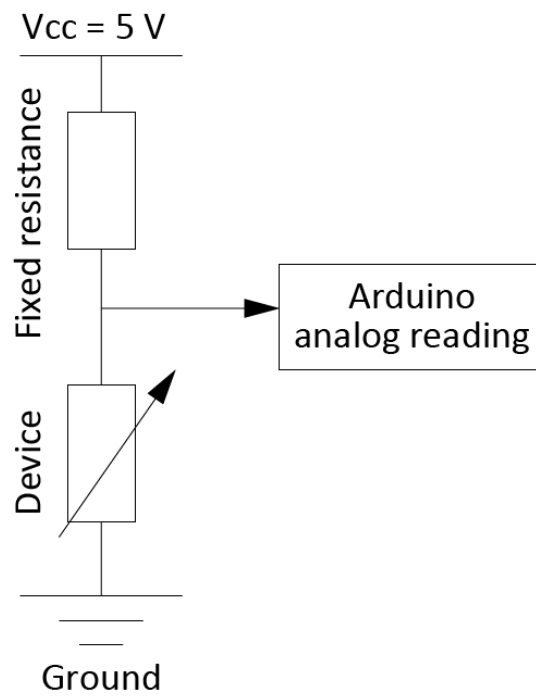 Vcc = 5 V
Fixed resistance
Arduino
analog reading
Device
Ground